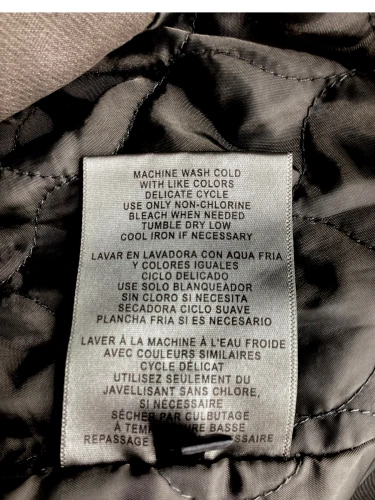 MACHINE WASH COLD
WITH LIKE COLORS
DELICATE CYCLE
USE ONLY NON-CHLORINE
BLEACH WHEN NEEDED
TUMBLE DRY LOW
COOL IRON IF NECESSARY
LAVAR EN LAVADORA CON AQUA FRIA
Y COLORES IGUALES
CICLO DELICADO
USE SOLO BLANQUEADOR
SIN CLORO SI NECESITA
SECADORA CICLO SUAVE
PLANCHA FRIA SI ES NECESARIO
LAVER À LA MACHINE À L'EAU FROIDE
AVEC COULEURS SIMILAIRES
CYCLE DÉLICAT
UTILISEZ SEULEMENT DU
JAVELLISANT SANS CHLORE,
SI NÉCESSAIRE
SÉCHER PAR CULBUTAGE
BASSE
REPASSAGE